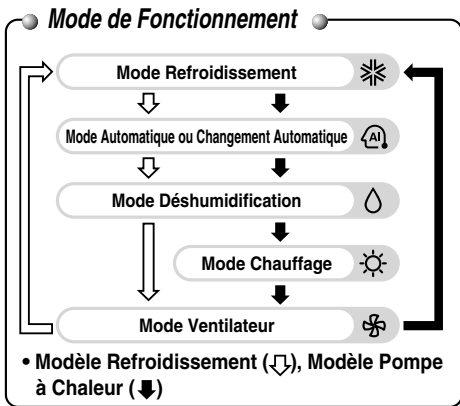 Mode de Fonctionnement
Mode Refroidissement
Mode Automatique ou Changement Automatique
AI
Mode Déshumidification
Mode Chauffage
Mode Ventilateur
• Modèle Refroidissement (⇩), Modèle Pompe
à Chaleur (⬇)